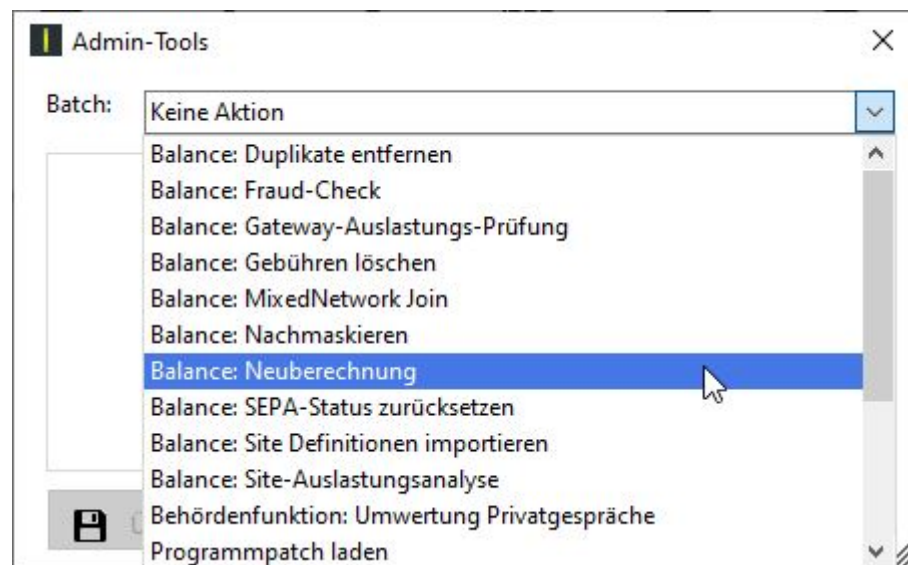 Admin-Tools
Batch: Keine Aktion
Balance: Duplikate entfernen
Balance: Fraud-Check
Balance: Gateway-Auslastungs-Prüfung
Balance: Gebühren löschen
Balance: MixedNetwork Join
Balance: Nachmaskieren
Balance: Neuberechnung
Balance: SEPA-Status zurücksetzen
Balance: Site Definitionen importieren
Balance: Site-Auslastungsanalyse
Behördenfunktion: Umwertung Privatgespräche
Programmpatch laden